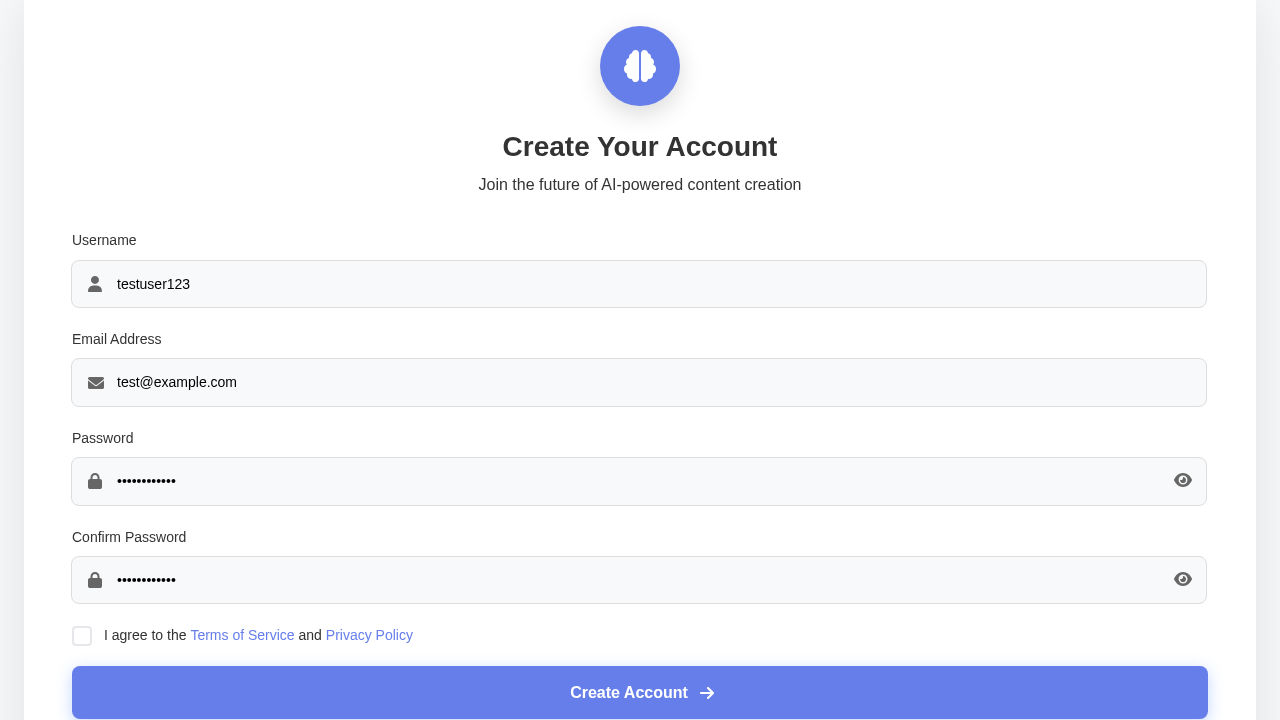 Create Your Account
Join the future of AI-powered content creation
Username
testuser123
Email Address
test@example.com
Password
••••••••••••
Confirm Password
••••••••••••
I agree to the Terms of Service and Privacy Policy
Create Account